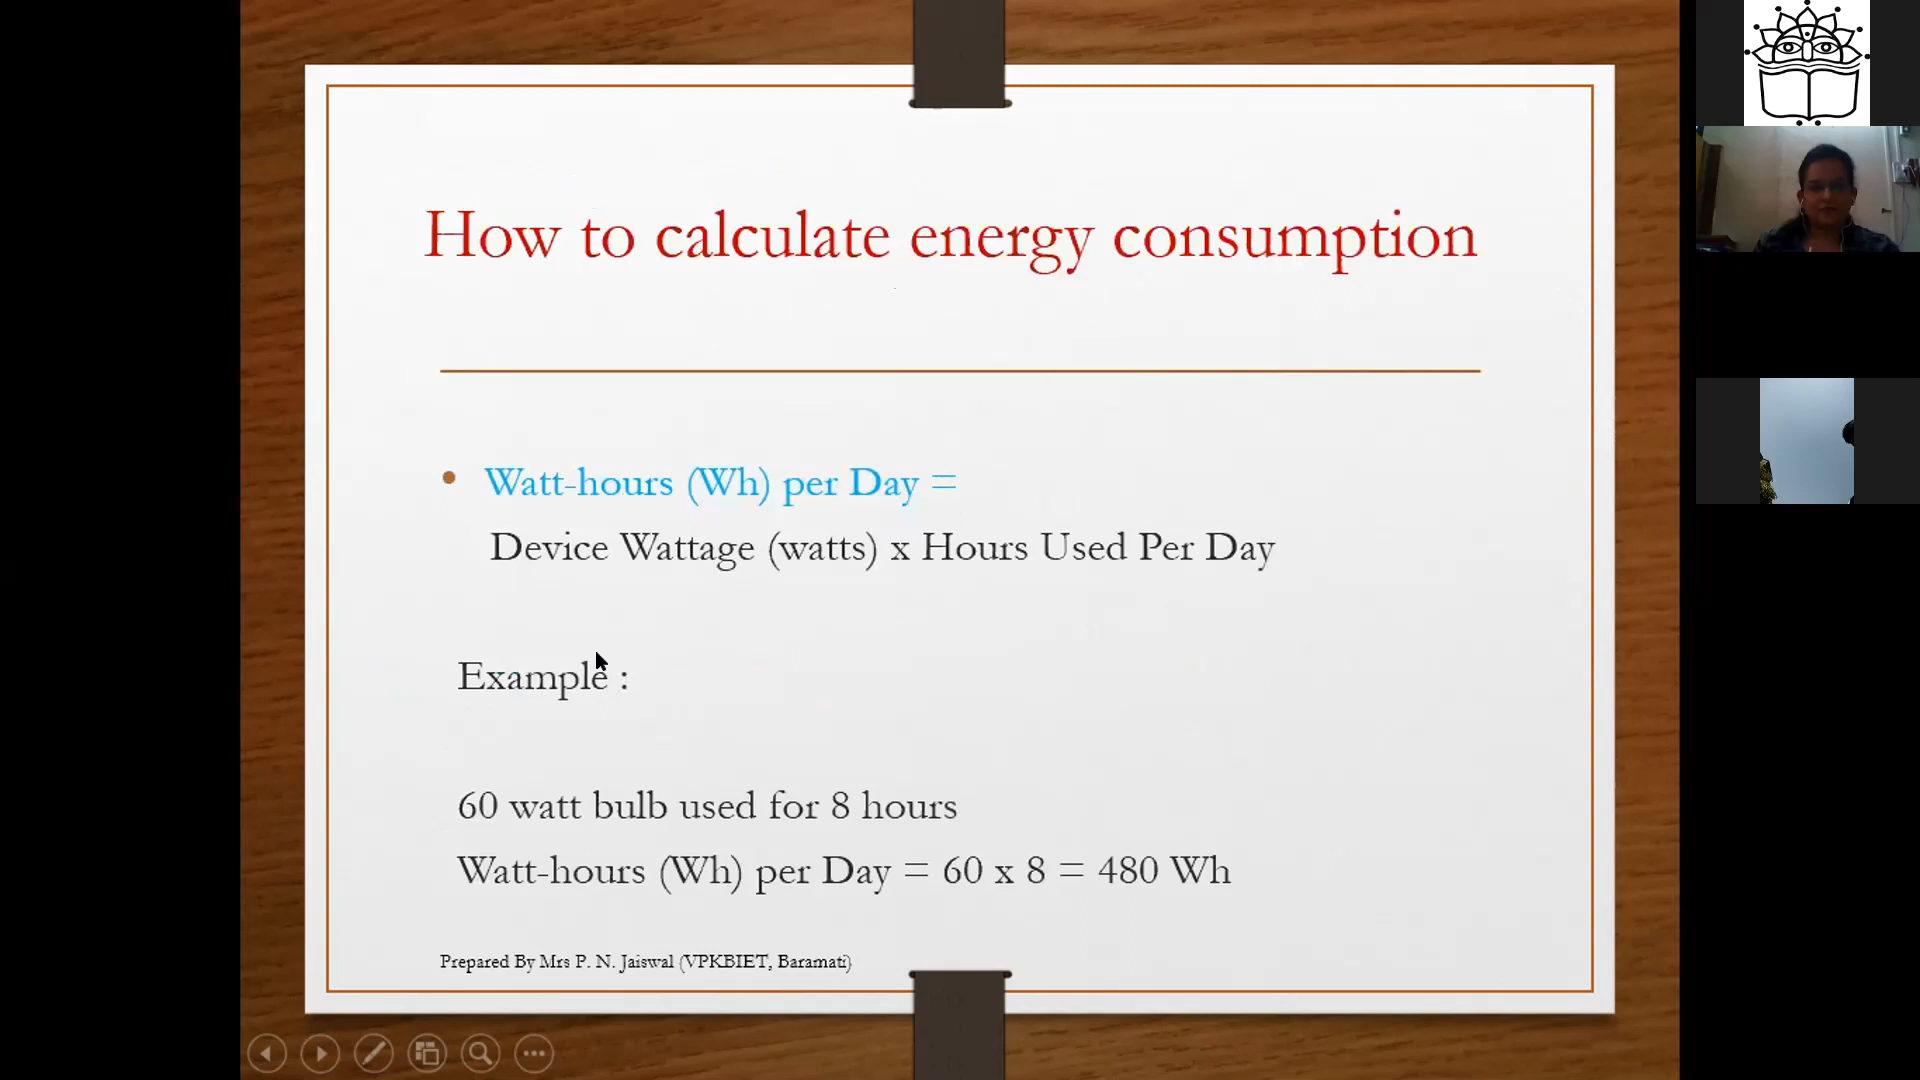 How to calculate energy consumption
Watt-hours (Wh) per Day =
Device Wattage (watts) x Hours Used Per Day
Example :
60 watt bulb used for 8 hours
Watt-hours (Wh) per Day = 60 x 8 = 480 Wh
Prepared By Mrs P. N. Jaiswal (VPKBIET, Baramati)